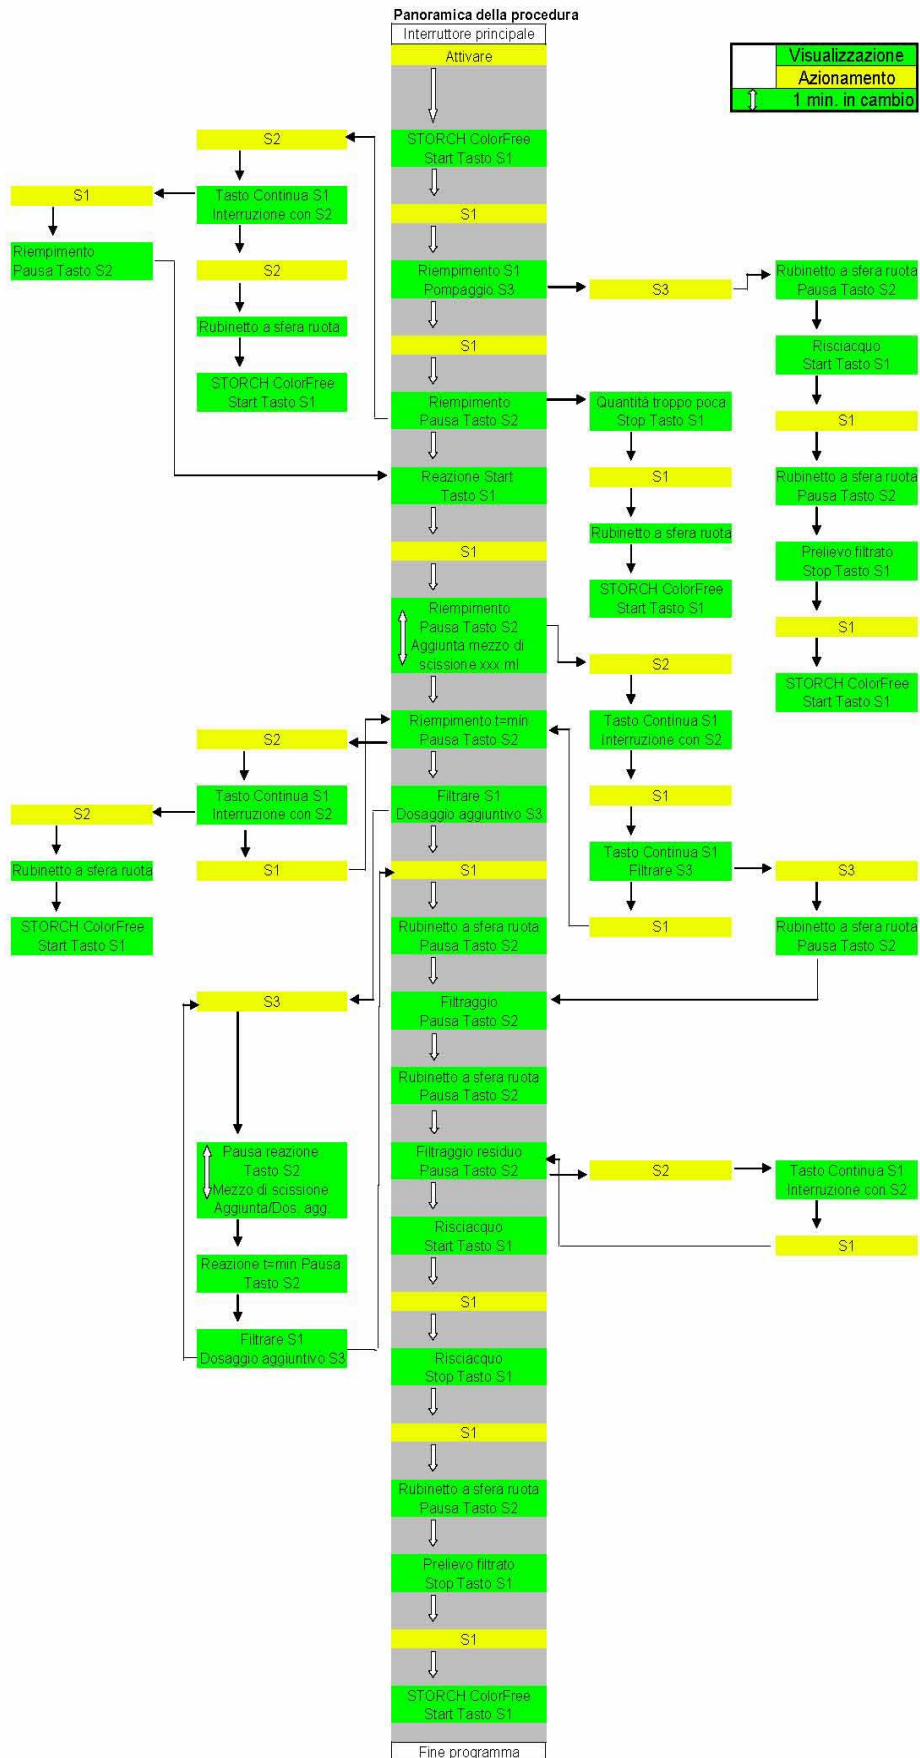 Panoramica della procedura
Interruttore principale
Attivare
Visualizzazione
Azionamento
1 min. in cambio
STORCH ColorFree
Start Tasto S1
S1
Riempimento S1
Pompaggio S3
S1
Riempimento
Pausa Tasto S2
Reazione Start
Tasto S1
S1
Riempimento
Pausa Tasto S2
Aggiunta mezzo di
scissione xxx ml
Riempimento t=min
Pausa Tasto S2
Filtrare S1
Dosaggio aggiuntivo S3
S1
Rubinetto a sfera ruota
Pausa Tasto S2
Filtraggio
Pausa Tasto S2
Rubinetto a sfera ruota
Pausa Tasto S2
Filtraggio residuo
Pausa Tasto S2
Risciacquo
Start Tasto S1
S1
Risciacquo
Stop Tasto S1
S1
Rubinetto a sfera ruota
Pausa Tasto S2
Prelievo filtrato
Stop Tasto S1
S1
STORCH ColorFree
Start Tasto S1
Fine programma
S2
Tasto Continua S1
Interruzione con S2
S1
Riempimento
Pausa Tasto S2
S2
Rubinetto a sfera ruota
STORCH ColorFree
Start Tasto S1
S3
Rubinetto a sfera ruota
Pausa Tasto S2
Risciacquo
Start Tasto S1
S1
Rubinetto a sfera ruota
Pausa Tasto S2
Prelievo filtrato
Stop Tasto S1
S1
STORCH ColorFree
Start Tasto S1
Quantità troppo poca
Stop Tasto S1
S1
Rubinetto a sfera ruota
STORCH ColorFree
Start Tasto S1
S2
Tasto Continua S1
Interruzione con S2
S1
Tasto Continua S1
Filtrare S3
S1
S3
Rubinetto a sfera ruota
Pausa Tasto S2
S2
Tasto Continua S1
Interruzione con S2
S1
S2
Rubinetto a sfera ruota
STORCH ColorFree
Start Tasto S1
S3
Pausa reazione
Tasto S2
Mezzo di scissione
Aggiunta/Dos. agg.
Reazione t=min Pausa
Tasto S2
Filtrare S1
Dosaggio aggiuntivo S3
S2
Tasto Continua S1
Interruzione con S2
S1